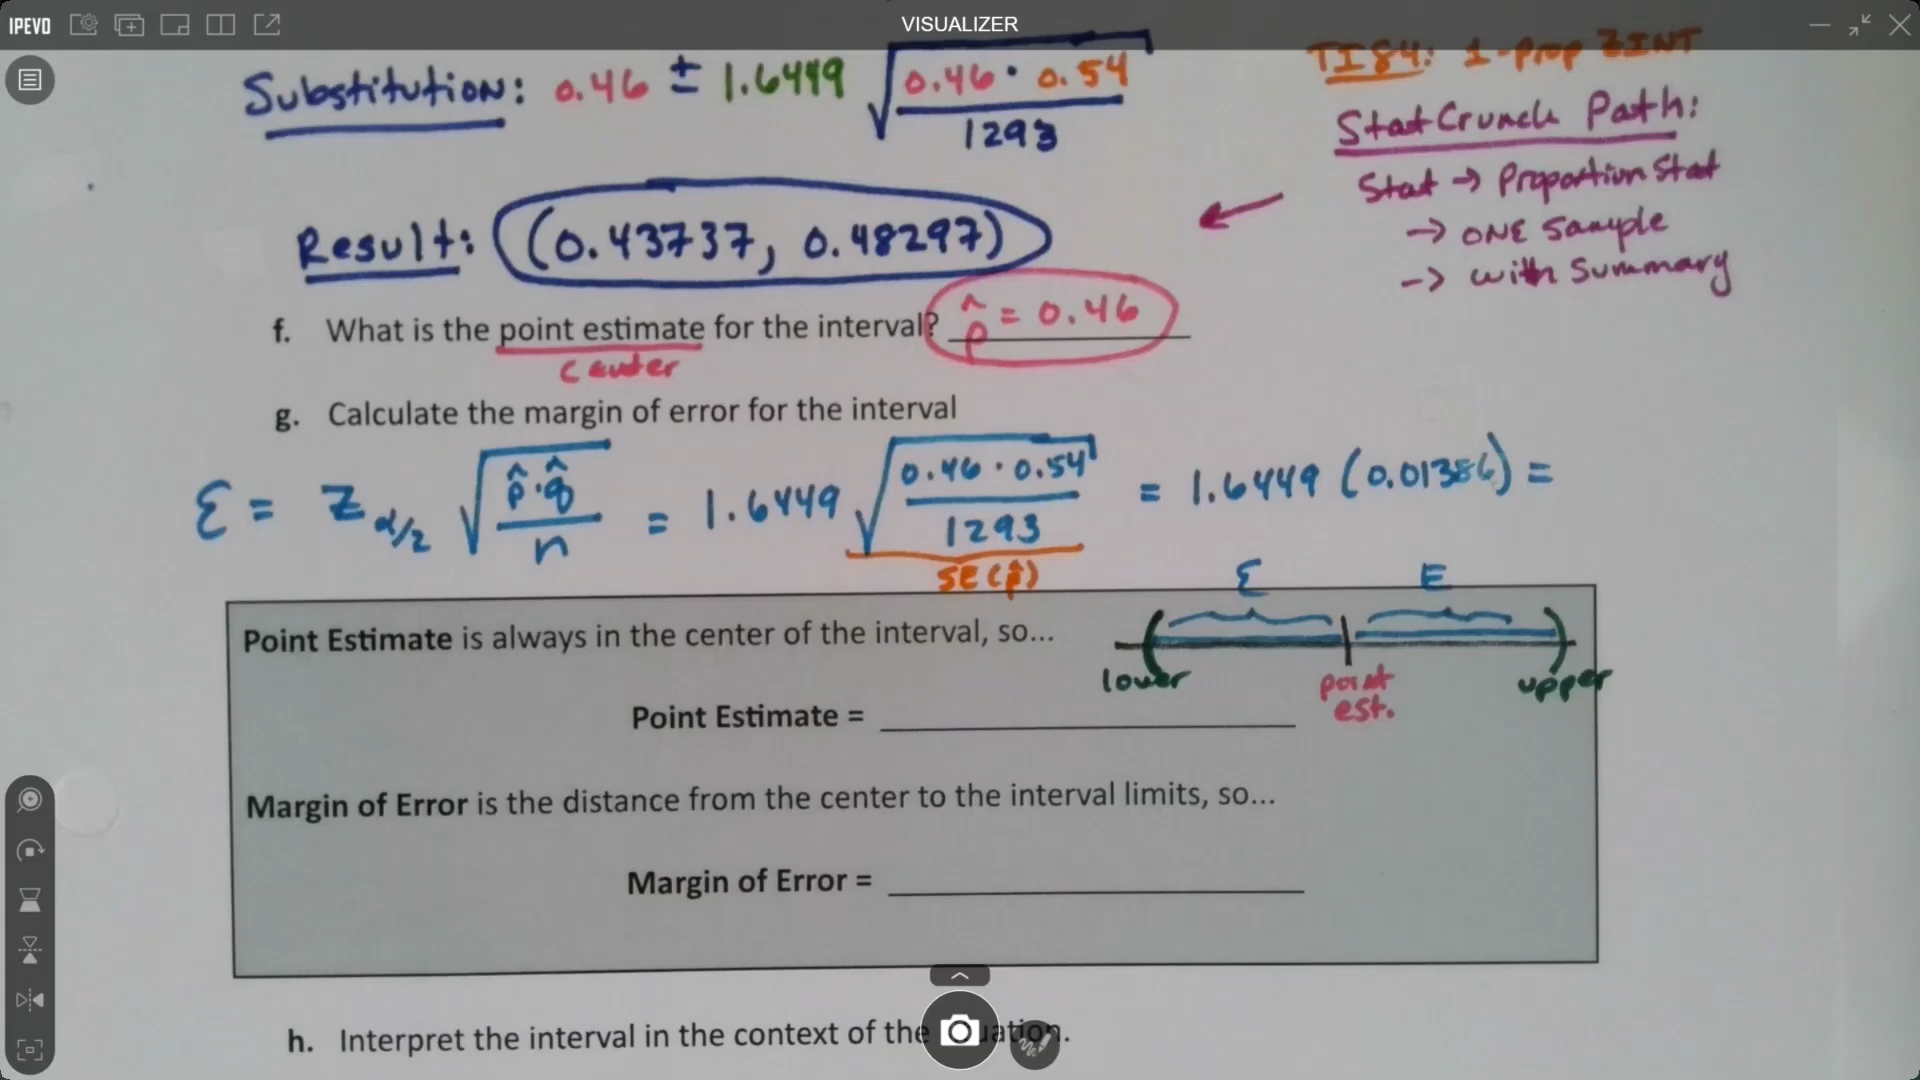 IPEVO
VISUALIZER
TI84: 1-prop ZINT
Substitution: 0.46 ± 1.6449 √(0.46 · 0.54 / 1293)
StatCrunch Path:
Stat → Proportion Stat
→ ONE Sample
→ with Summary
Result: (0.43737, 0.48297)
f. What is the point estimate for the interval? p̂ = 0.46
center
g. Calculate the margin of error for the interval
Ɛ = Z α/2 √(p̂·q̂ / n) = 1.6449 √(0.46 · 0.54 / 1293) = 1.6449 (0.01386) =
SE(p̂)
Ɛ E
Point Estimate is always in the center of the interval, so...
lower point est. upper
Point Estimate =
Margin of Error is the distance from the center to the interval limits, so...
Margin of Error =
h. Interpret the interval in the context of the